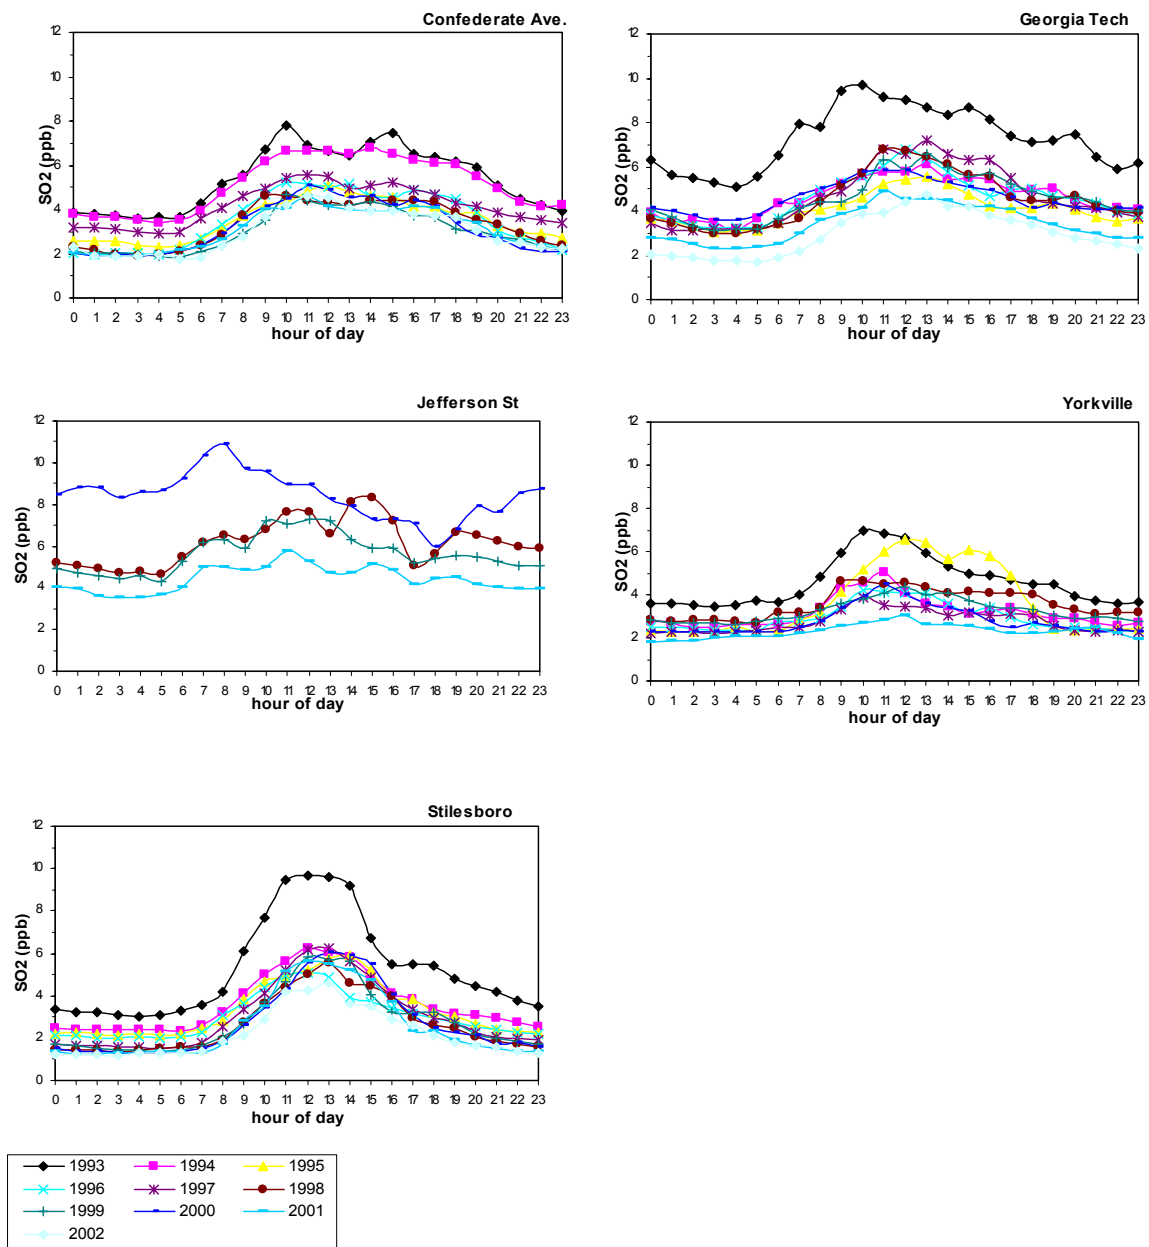 Confederate Ave.
12
10
8
6
4
2
0
SO2 (ppb)
0 1 2 3 4 5 6 7 8 9 10 11 12 13 14 15 16 17 18 19 20 21 22 23
hour of day
Georgia Tech
12
10
8
6
4
2
0
SO2 (ppb)
0 1 2 3 4 5 6 7 8 9 10 11 12 13 14 15 16 17 18 19 20 21 22 23
hour of day
Jefferson St
12
10
8
6
4
2
0
SO2 (ppb)
0 1 2 3 4 5 6 7 8 9 10 11 12 13 14 15 16 17 18 19 20 21 22 23
hour of day
Yorkville
12
10
8
6
4
2
0
SO2 (ppb)
0 1 2 3 4 5 6 7 8 9 10 11 12 13 14 15 16 17 18 19 20 21 22 23
hour of day
Stilesboro
12
10
8
6
4
2
0
SO2 (ppb)
0 1 2 3 4 5 6 7 8 9 10 11 12 13 14 15 16 17 18 19 20 21 22 23
hour of day
1993 1994 1995
1996 1997 1998
1999 2000 2001
2002